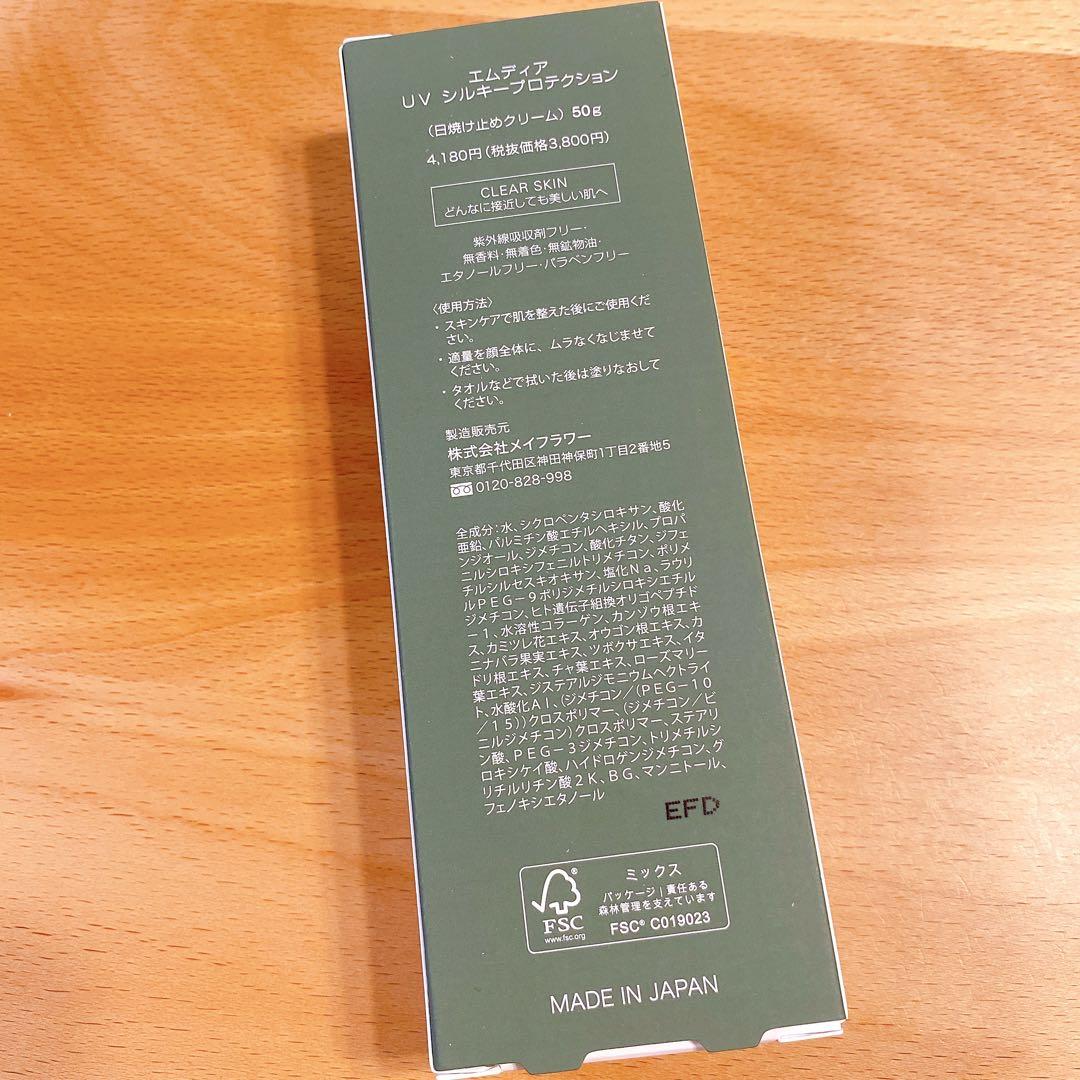 エムディア
UV シルキープロテクション
(日焼け止めクリーム) 50g
4,180円(税抜価格3,800円)
CLEAR SKIN
どんなに接近しても美しい肌へ
紫外線吸収剤フリー・
無香料・無着色・無鉱物油・
エタノールフリー・パラベンフリー
〈使用方法〉
・スキンケアで肌を整えた後にご使用くだ
さい。
・適量を顔全体に、ムラなくなじませて
ください。
・タオルなどで拭いた後は塗りなおして
ください。
製造販売元
株式会社メイフラワー
東京都千代田区神田神保町1丁目2番地5
0120-828-998
全成分：水、シクロペンタシロキサン、酸化
亜鉛、パルミチン酸エチルヘキシル、プロパ
ンジオール、ジメチコン、酸化チタン、ジフェ
ニルシロキシフェニルトリメチコン、ポリメ
チルシルセスキオキサン、塩化Na、ラウリ
ルPEG－9ポリジメチルシロキシエチル
ジメチコン、ヒト遺伝子組換オリゴペプチド
－1、水溶性コラーゲン、カンゾウ根エキ
ス、カミツレ花エキス、オウゴン根エキス、カ
ニナバラ果実エキス、ツボクサエキス、イタ
ドリ根エキス、チャ葉エキス、ローズマリー
葉エキス、ジステアルジモニウムヘクトライ
ト、水酸化Al、(ジメチコン／(PEG－10
／15))クロスポリマー、(ジメチコン／ビ
ニルジメチコン)クロスポリマー、ステアリ
ン酸、PEG－3ジメチコン、トリメチルシ
ロキシケイ酸、ハイドロゲンジメチコン、グ
リチルリチン酸2K、BG、マンニトール、
フェノキシエタノール
EFD
FSC
www.fsc.org
ミックス
パッケージ｜責任ある
森林管理を支えています
FSC® C019023
MADE IN JAPAN